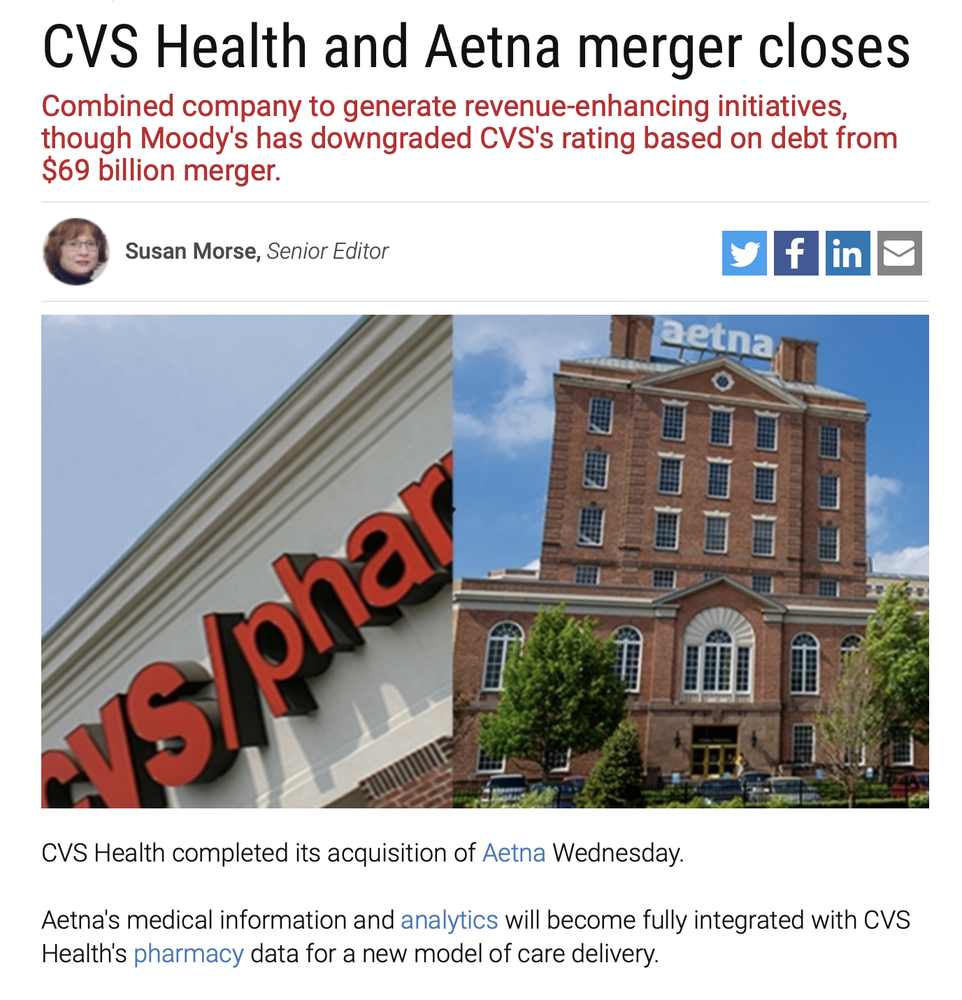 CVS Health and Aetna merger closes
Combined company to generate revenue-enhancing initiatives,
though Moody's has downgraded CVS's rating based on debt from
$69 billion merger.
Susan Morse, Senior Editor
f
in
aetna
cvs/phar
CVS Health completed its acquisition of Aetna Wednesday.
Aetna's medical information and analytics will become fully integrated with CVS
Health's pharmacy data for a new model of care delivery.